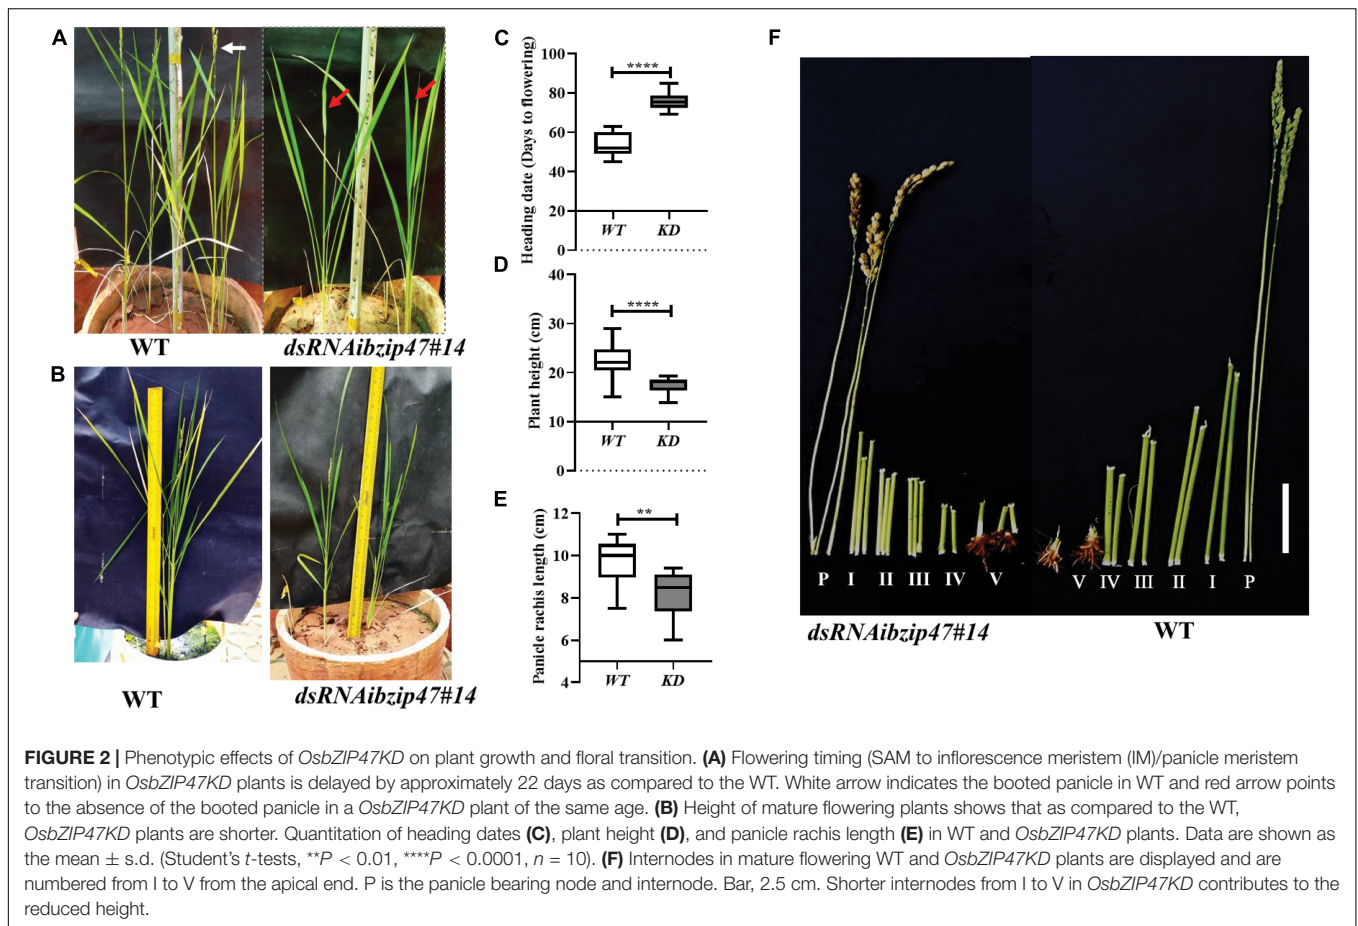 A
WT
dsRNAibzip47#14
B
WT
dsRNAibzip47#14
C
Heading date (Days to flowering)
100
80
60
40
20
0
****
WT KD
D
Plant height (cm)
40
30
20
10
0
****
WT KD
E
Panicle rachis length (cm)
12
10
8
6
4
**
WT KD
F
P I II III IV V
V IV III II I P
dsRNAibzip47#14
WT
FIGURE 2 | Phenotypic effects of OsbZIP47KD on plant growth and floral transition. (A) Flowering timing (SAM to inflorescence meristem (IM)/panicle meristem
transition) in OsbZIP47KD plants is delayed by approximately 22 days as compared to the WT. White arrow indicates the booted panicle in WT and red arrow points
to the absence of the booted panicle in a OsbZIP47KD plant of the same age. (B) Height of mature flowering plants shows that as compared to the WT,
OsbZIP47KD plants are shorter. Quantitation of heading dates (C), plant height (D), and panicle rachis length (E) in WT and OsbZIP47KD plants. Data are shown as
the mean ± s.d. (Student's t-tests, **P < 0.01, ****P < 0.0001, n = 10). (F) Internodes in mature flowering WT and OsbZIP47KD plants are displayed and are
numbered from I to V from the apical end. P is the panicle bearing node and internode. Bar, 2.5 cm. Shorter internodes from I to V in OsbZIP47KD contributes to the
reduced height.